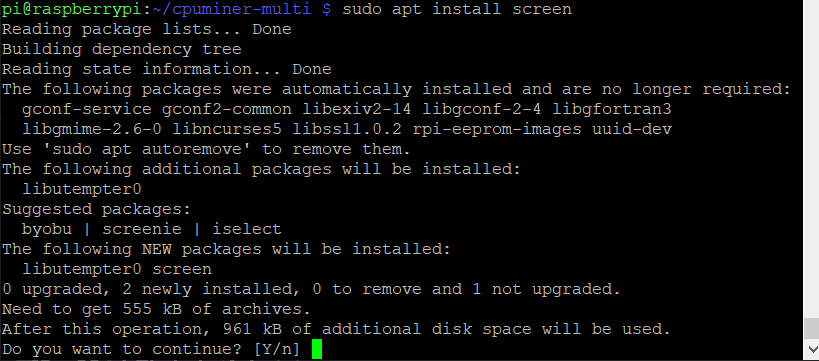 pi@raspberrypi:~/cpuminer-multi $ sudo apt install screen
Reading package lists... Done
Building dependency tree
Reading state information... Done
The following packages were automatically installed and are no longer required:
  gconf-service gconf2-common libexiv2-14 libgconf-2-4 libgfortran3
  libgmime-2.6-0 libncurses5 libssl1.0.2 rpi-eeprom-images uuid-dev
Use 'sudo apt autoremove' to remove them.
The following additional packages will be installed:
  libutempter0
Suggested packages:
  byobu | screenie | iselect
The following NEW packages will be installed:
  libutempter0 screen
0 upgraded, 2 newly installed, 0 to remove and 1 not upgraded.
Need to get 555 kB of archives.
After this operation, 961 kB of additional disk space will be used.
Do you want to continue? [Y/n]